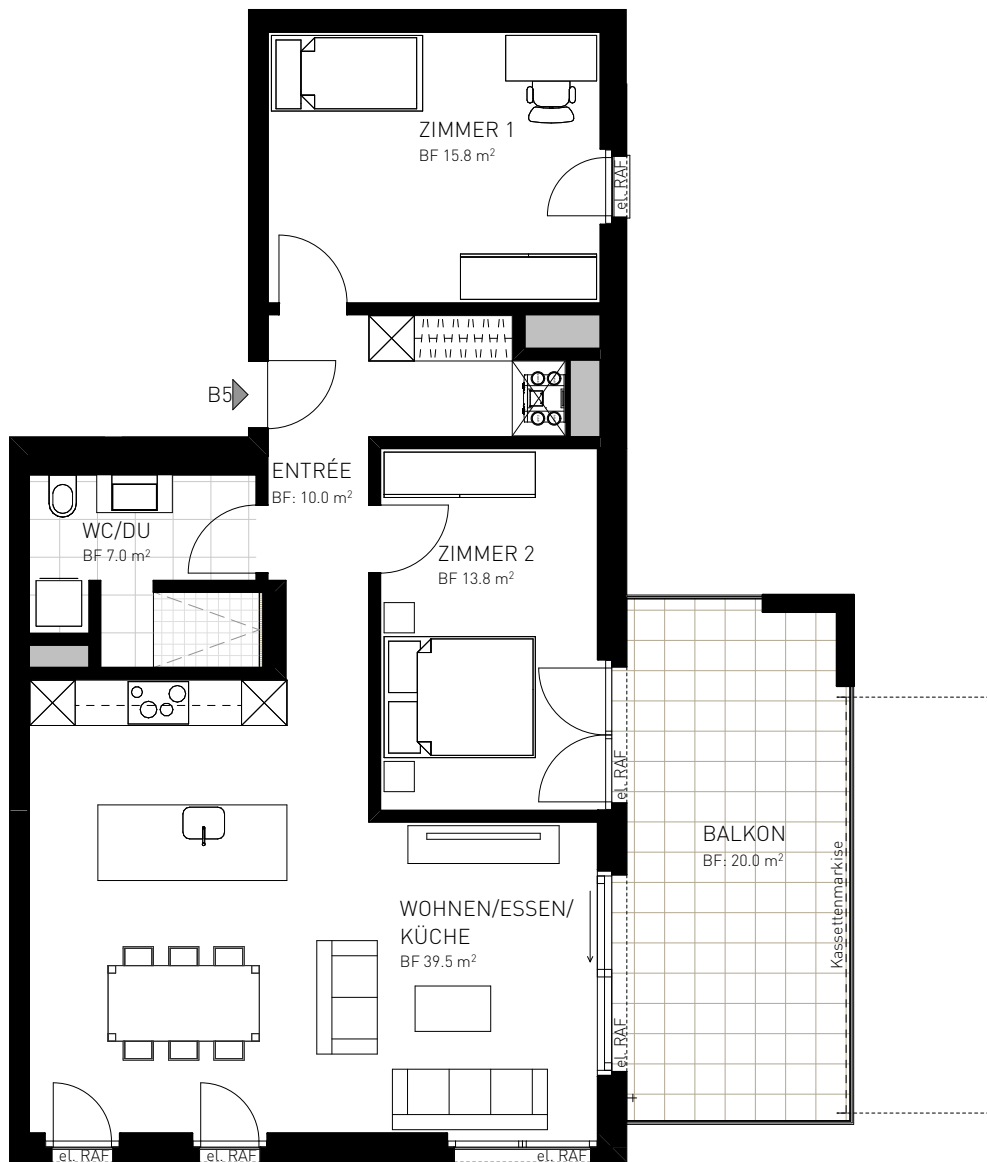 ZIMMER 1
BF 15.8 m²
el. RAF
B5
ENTRÉE
BF: 10.0 m²
WC/DU
BF 7.0 m²
ZIMMER 2
BF 13.8 m²
el. RAF
BALKON
BF: 20.0 m²
Kassettenmarkise
WOHNEN/ESSEN/
KÜCHE
BF 39.5 m²
el. RAF
el. RAF
el. RAF
el. RAF